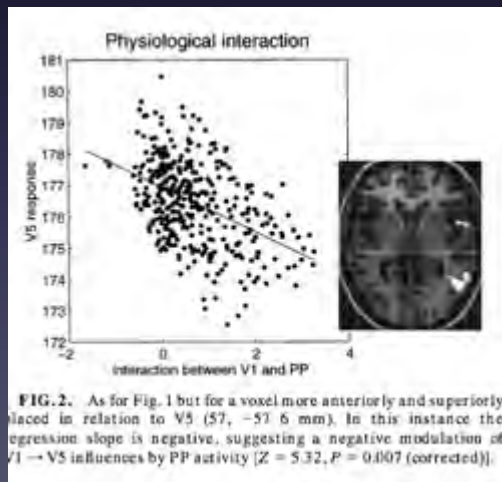 Physiological interaction
181
180
179
178
177
176
175
174
173
172
V5 response
-2 0 2 4
Interaction between V1 and PP
FIG.2. As for Fig. 1 but for a voxel more anteriorly and superiorly
placed in relation to V5 (57, -57 6 mm). In this instance the
regression slope is negative, suggesting a negative modulation of
V1 → V5 influences by PP activity [Z = 5.32, P = 0.007 (corrected)].